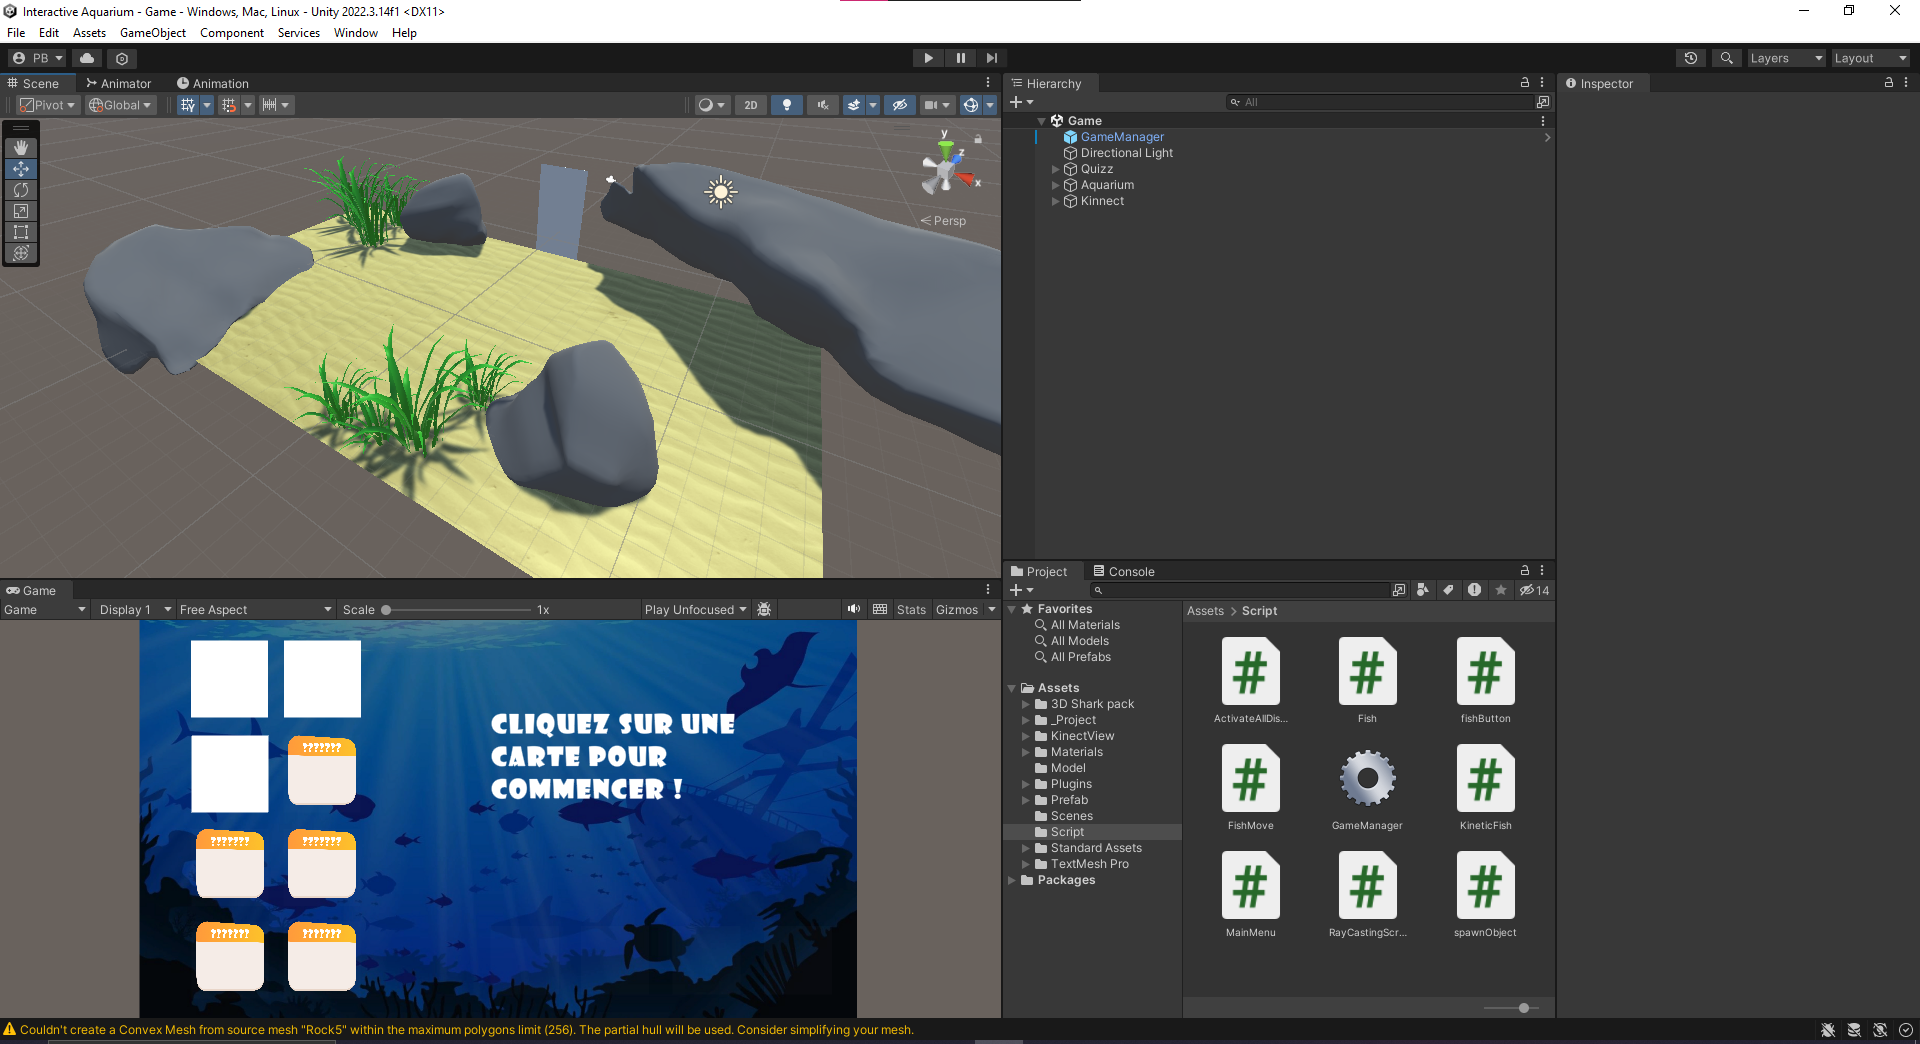 Interactive Aquarium - Game - Windows, Mac, Linux - Unity 2022.3.14f1 <DX11>
File Edit Assets GameObject Component Services Window Help
PB Layers Layout
Scene Animator Animation
Pivot Global 2D
y
z
x
Persp
Hierarchy
All
Game
GameManager
Directional Light
Quizz
Aquarium
Kinnect
Inspector
Game
Game Display 1 Free Aspect Scale 1x Play Unfocused Stats Gizmos
CLIQUEZ SUR UNE
CARTE POUR
COMMENCER !
???????
???????
???????
???????
???????
Project Console
14
Favorites
All Materials
All Models
All Prefabs
Assets
3D Shark pack
_Project
KinectView
Materials
Model
Plugins
Prefab
Scenes
Script
Standard Assets
TextMesh Pro
Packages
Assets > Script
ActivateAllDis... Fish fishButton
FishMove GameManager KineticFish
MainMenu RayCastingScr... spawnObject
Couldn't create a Convex Mesh from source mesh "Rock5" within the maximum polygons limit (256). The partial hull will be used. Consider simplifying your mesh.